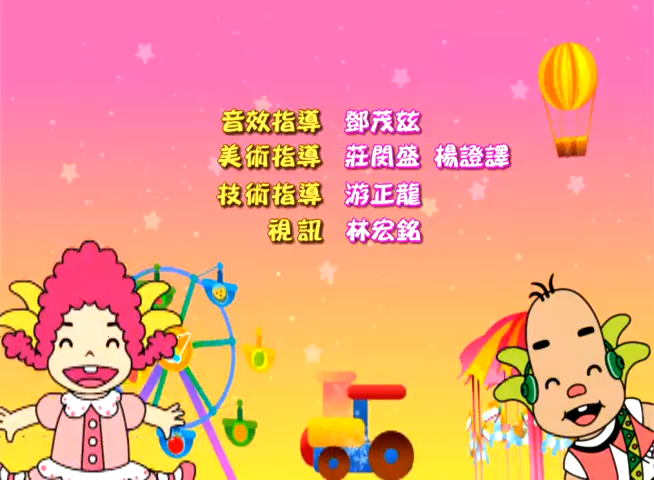 音效指導 鄧茂茲
美術指導 莊閔盛 楊證譯
技術指導 游正龍
視訊 林宏銘